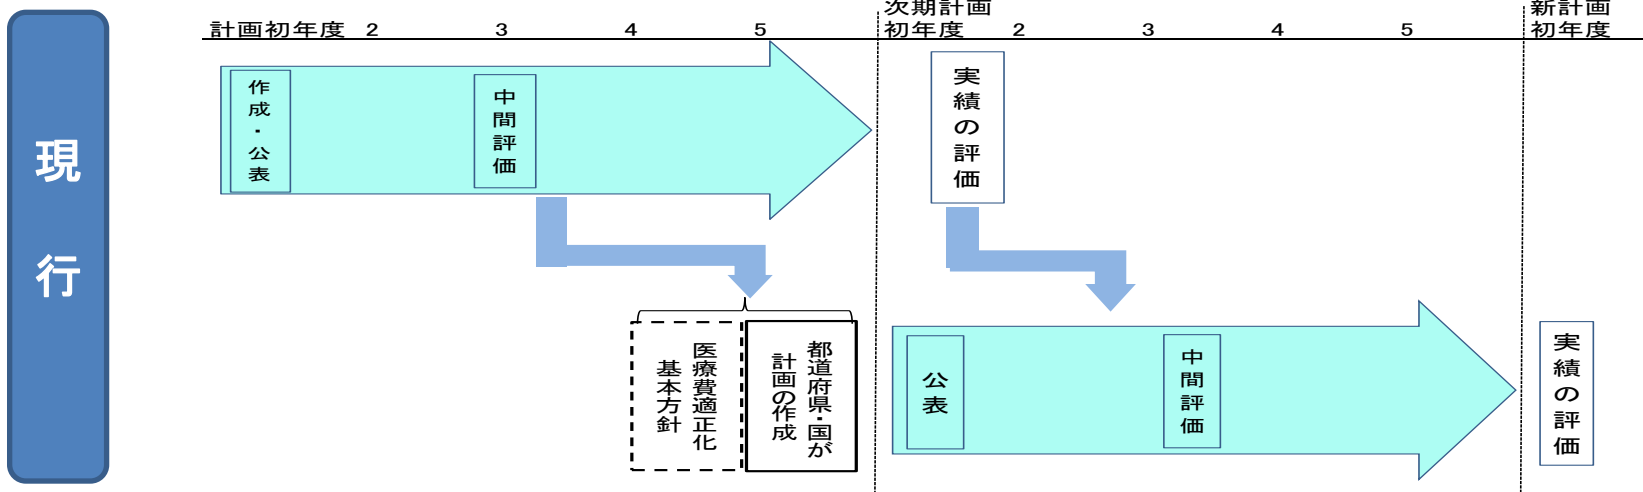 現行
計画初年度 2 3 4 5
次期計画
初年度 2 3 4 5
新計画
初年度
作成・公表
中間評価
実績の評価
医療費適正化
基本方針
都道府県・国が
計画の作成
公表
中間評価
実績の評価